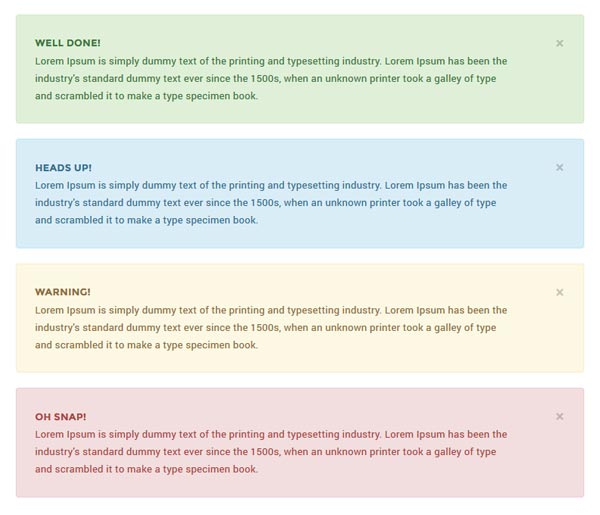 WELL DONE!
×
Lorem Ipsum is simply dummy text of the printing and typesetting industry. Lorem Ipsum has been the
industry's standard dummy text ever since the 1500s, when an unknown printer took a galley of type
and scrambled it to make a type specimen book.
HEADS UP!
×
Lorem Ipsum is simply dummy text of the printing and typesetting industry. Lorem Ipsum has been the
industry's standard dummy text ever since the 1500s, when an unknown printer took a galley of type
and scrambled it to make a type specimen book.
WARNING!
×
Lorem Ipsum is simply dummy text of the printing and typesetting industry. Lorem Ipsum has been the
industry's standard dummy text ever since the 1500s, when an unknown printer took a galley of type
and scrambled it to make a type specimen book.
OH SNAP!
×
Lorem Ipsum is simply dummy text of the printing and typesetting industry. Lorem Ipsum has been the
industry's standard dummy text ever since the 1500s, when an unknown printer took a galley of type
and scrambled it to make a type specimen book.